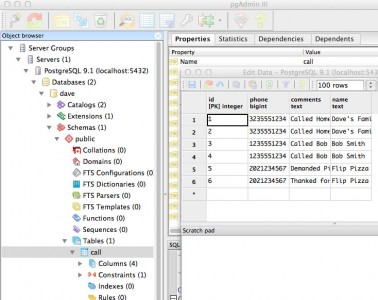 pgAdmin III
Object browser
Server Groups
Servers (1)
PostgreSQL 9.1 (localhost:5432)
Databases (2)
dave
Catalogs (2)
Extensions (1)
Schemas (1)
public
Collations (0)
Domains (0)
FTS Configurations (0)
FTS Dictionaries (0)
FTS Parsers (0)
FTS Templates (0)
Functions (0)
Sequences (0)
Tables (1)
call
Columns (4)
Constraints (1)
Indexes (0)
Rules (0)
Properties Statistics Dependencies Dependents
Property Value
Name call
Edit Data - PostgreSQL 9.1 (localhost:5432)
100 rows
id phone comments name
[PK] integer bigint text text
1 1 3235551234 Called Home Dave's Fami
2 2 3235551234 Called Home Dave's Fami
3 3 1235551234 Called Bob Bob Smith
4 4 1235551234 Called Bob Bob Smith
5 5 2021234567 Demanded Pi Flip Pizza
6 6 2021234567 Thanked for Flip Pizza
*
Scratch pad
SQL